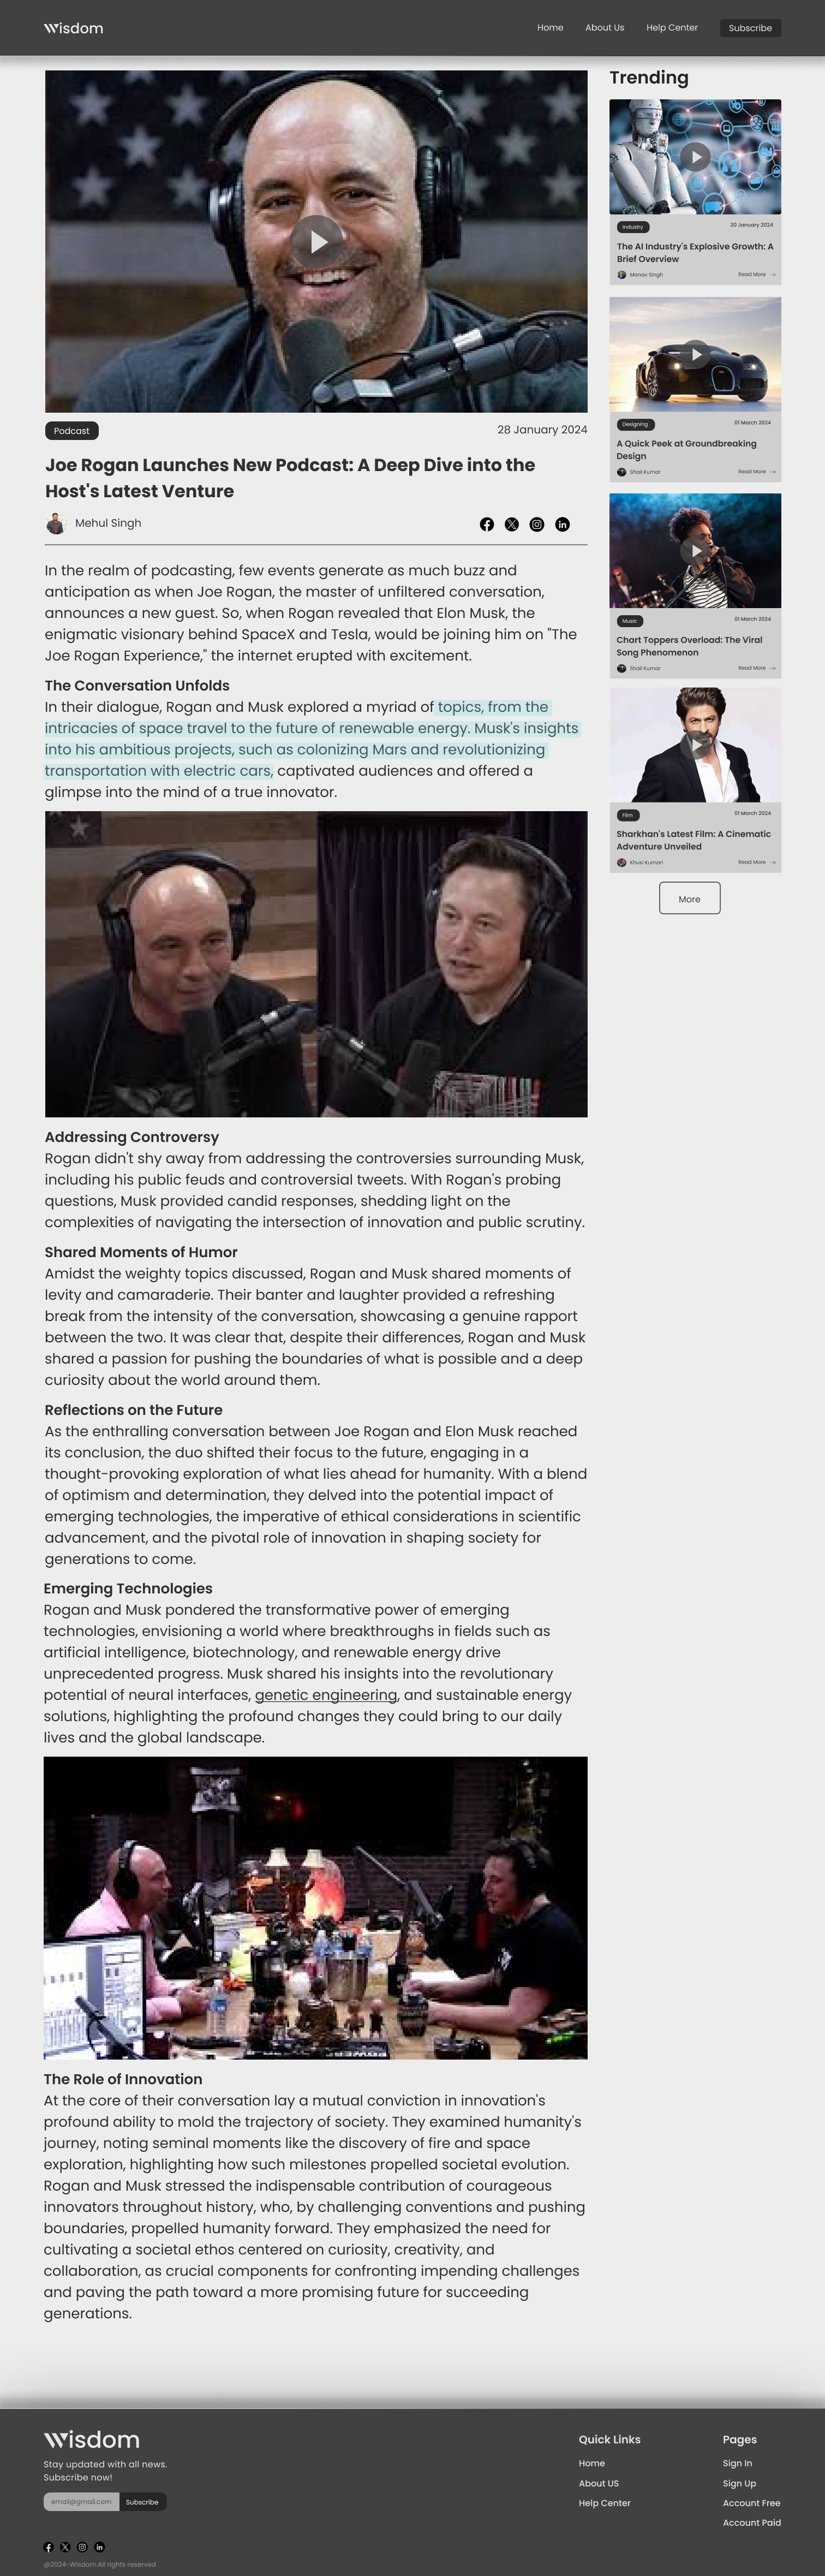 Wisdom
Home
About Us
Help Center
Subscribe
Podcast
28 January 2024
Joe Rogan Launches New Podcast: A Deep Dive into the
Host's Latest Venture
Mehul Singh
In the realm of podcasting, few events generate as much buzz and
anticipation as when Joe Rogan, the master of unfiltered conversation,
announces a new guest. So, when Rogan revealed that Elon Musk, the
enigmatic visionary behind SpaceX and Tesla, would be joining him on "The
Joe Rogan Experience," the internet erupted with excitement.
The Conversation Unfolds
In their dialogue, Rogan and Musk explored a myriad of topics, from the
intricacies of space travel to the future of renewable energy. Musk's insights
into his ambitious projects, such as colonizing Mars and revolutionizing
transportation with electric cars, captivated audiences and offered a
glimpse into the mind of a true innovator.
Addressing Controversy
Rogan didn't shy away from addressing the controversies surrounding Musk,
including his public feuds and controversial tweets. With Rogan's probing
questions, Musk provided candid responses, shedding light on the
complexities of navigating the intersection of innovation and public scrutiny.
Shared Moments of Humor
Amidst the weighty topics discussed, Rogan and Musk shared moments of
levity and camaraderie. Their banter and laughter provided a refreshing
break from the intensity of the conversation, showcasing a genuine rapport
between the two. It was clear that, despite their differences, Rogan and Musk
shared a passion for pushing the boundaries of what is possible and a deep
curiosity about the world around them.
Reflections on the Future
As the enthralling conversation between Joe Rogan and Elon Musk reached
its conclusion, the duo shifted their focus to the future, engaging in a
thought-provoking exploration of what lies ahead for humanity. With a blend
of optimism and determination, they delved into the potential impact of
emerging technologies, the imperative of ethical considerations in scientific
advancement, and the pivotal role of innovation in shaping society for
generations to come.
Emerging Technologies
Rogan and Musk pondered the transformative power of emerging
technologies, envisioning a world where breakthroughs in fields such as
artificial intelligence, biotechnology, and renewable energy drive
unprecedented progress. Musk shared his insights into the revolutionary
potential of neural interfaces, genetic engineering, and sustainable energy
solutions, highlighting the profound changes they could bring to our daily
lives and the global landscape.
The Role of Innovation
At the core of their conversation lay a mutual conviction in innovation's
profound ability to mold the trajectory of society. They examined humanity's
journey, noting seminal moments like the discovery of fire and space
exploration, highlighting how such milestones propelled societal evolution.
Rogan and Musk stressed the indispensable contribution of courageous
innovators throughout history, who, by challenging conventions and pushing
boundaries, propelled humanity forward. They emphasized the need for
cultivating a societal ethos centered on curiosity, creativity, and
collaboration, as crucial components for confronting impending challenges
and paving the path toward a more promising future for succeeding
generations.
Trending
Industry
20 January 2024
The AI Industry's Explosive Growth: A
Brief Overview
Manav Singh
Read More
Designing
01 March 2024
A Quick Peek at Groundbreaking
Design
Shail Kumar
Read More
Music
01 March 2024
Chart Toppers Overload: The Viral
Song Phenomenon
Shail Kumar
Read More
Film
01 March 2024
Sharkhan's Latest Film: A Cinematic
Adventure Unveiled
Khusi Kumari
Read More
More
Wisdom
Stay updated with all news.
Subscribe now!
email@gmail.com
Subscribe
@2024-Wisdom.All rights reserved
Quick Links
Home
About US
Help Center
Pages
Sign In
Sign Up
Account Free
Account Paid